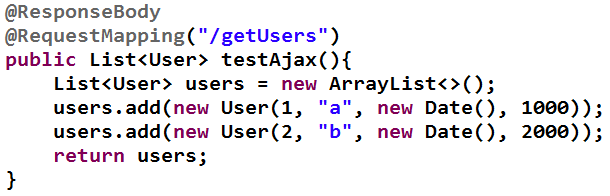 @ResponseBody
@RequestMapping("/getUsers")
public List<User> testAjax(){
    List<User> users = new ArrayList<>();
    users.add(new User(1, "a", new Date(), 1000));
    users.add(new User(2, "b", new Date(), 2000));
    return users;
}